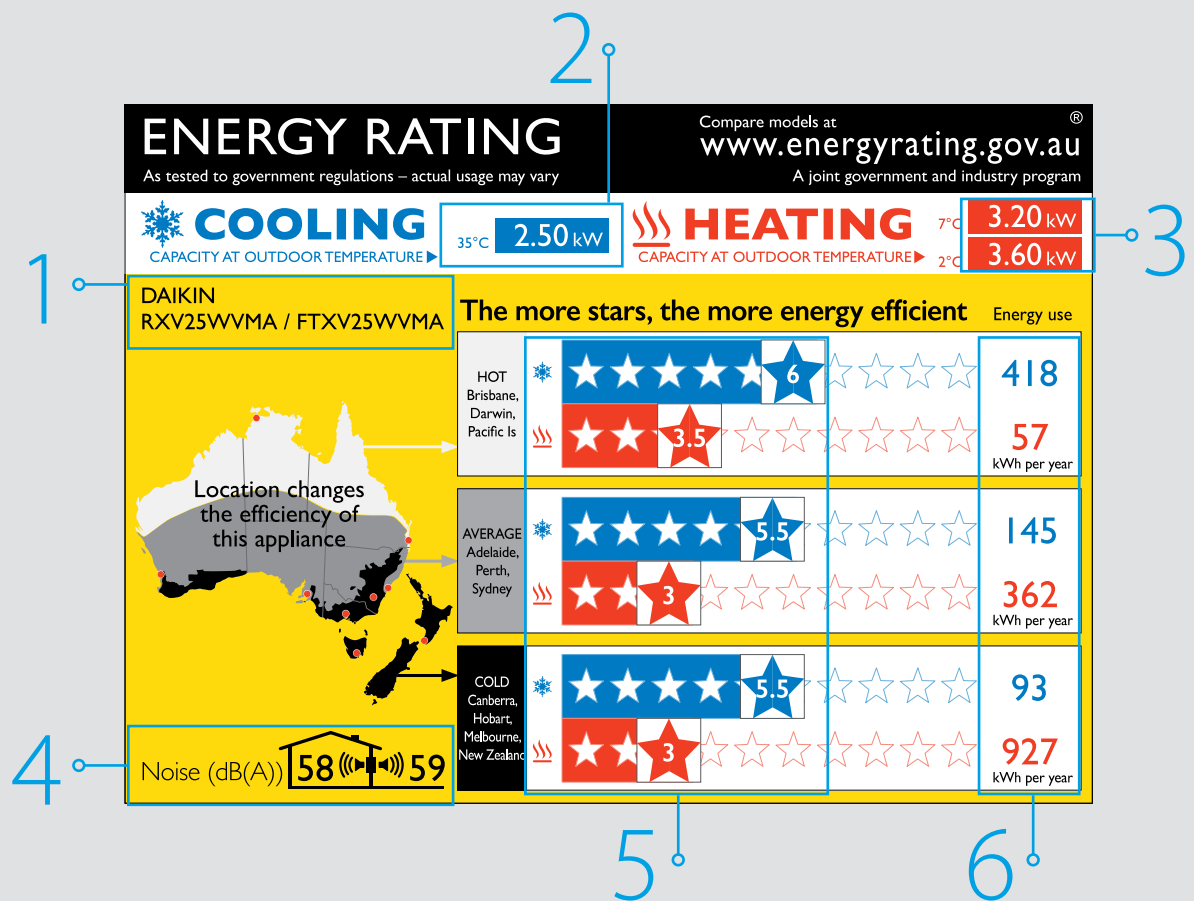 2
ENERGY RATING
As tested to government regulations – actual usage may vary
Compare models at
®
www.energyrating.gov.au
A joint government and industry program
COOLING
CAPACITY AT OUTDOOR TEMPERATURE
35°C 2.50 kW
HEATING
CAPACITY AT OUTDOOR TEMPERATURE
7°C 3.20 kW
2°C 3.60 kW
3
1
DAIKIN
RXV25WVMA / FTXV25WVMA
The more stars, the more energy efficient
Energy use
Location changes
the efficiency of
this appliance
HOT
Brisbane,
Darwin,
Pacific Is
6
418
3.5
57
kWh per year
AVERAGE
Adelaide,
Perth,
Sydney
5.5
145
3
362
kWh per year
COLD
Canberra,
Hobart,
Melbourne,
New Zealand
5.5
93
3
927
kWh per year
4
Noise (dB(A)) 58 59
5
6